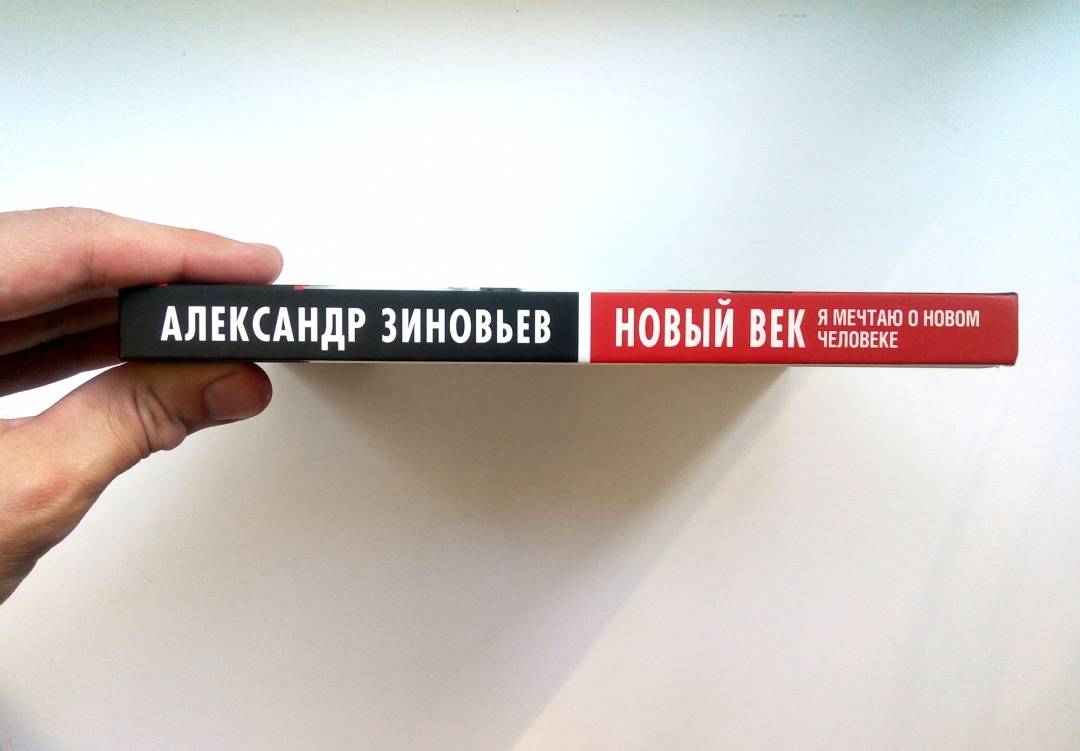 АЛЕКСАНДР ЗИНОВЬЕВ
НОВЫЙ ВЕК
Я МЕЧТАЮ О НОВОМ
ЧЕЛОВЕКЕ